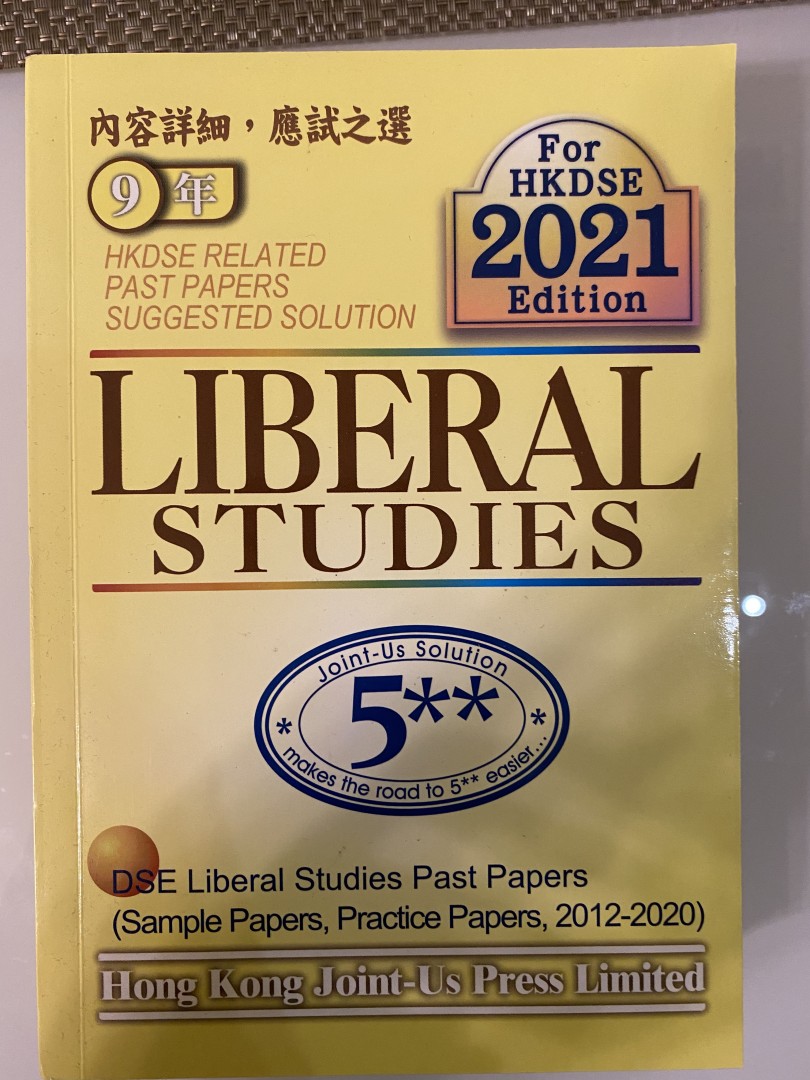 內容詳細，應試之選
9年
HKDSE RELATED
PAST PAPERS
SUGGESTED SOLUTION
For
HKDSE
2021
Edition
LIBERAL
STUDIES
Joint-Us Solution
5**
* makes the road to 5** easier... *
DSE Liberal Studies Past Papers
(Sample Papers, Practice Papers, 2012-2020)
Hong Kong Joint-Us Press Limited